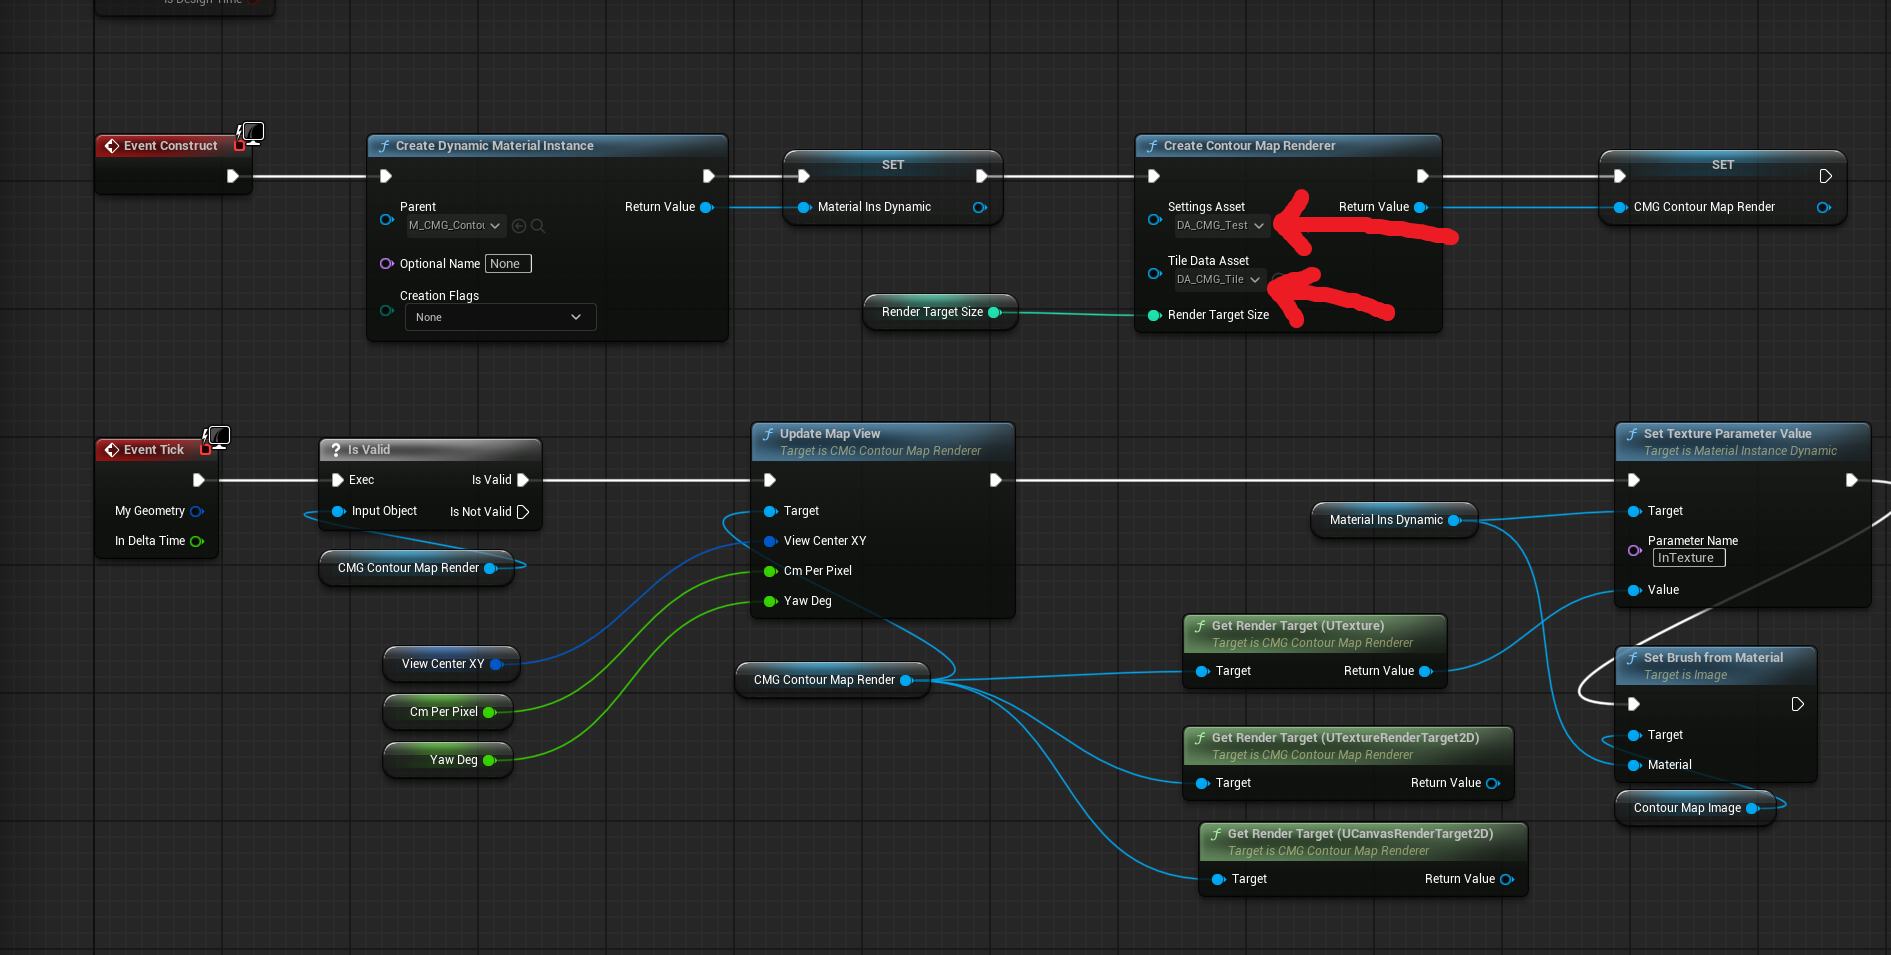 Is Design Time
Event Construct
Create Dynamic Material Instance
Parent
M_CMG_Contou
Return Value
Optional Name
None
Creation Flags
None
SET
Material Ins Dynamic
Render Target Size
Create Contour Map Renderer
Settings Asset
DA_CMG_Test
Return Value
Tile Data Asset
DA_CMG_Tile
Render Target Size
SET
CMG Contour Map Render
Event Tick
My Geometry
In Delta Time
Is Valid
Exec
Is Valid
Input Object
Is Not Valid
CMG Contour Map Render
View Center XY
Cm Per Pixel
Yaw Deg
Update Map View
Target is CMG Contour Map Renderer
Target
View Center XY
Cm Per Pixel
Yaw Deg
CMG Contour Map Render
Material Ins Dynamic
Get Render Target (UTexture)
Target is CMG Contour Map Renderer
Target
Return Value
Get Render Target (UTextureRenderTarget2D)
Target is CMG Contour Map Renderer
Target
Return Value
Get Render Target (UCanvasRenderTarget2D)
Target is CMG Contour Map Renderer
Target
Return Value
Set Texture Parameter Value
Target is Material Instance Dynamic
Target
Parameter Name
InTexture
Value
Set Brush from Material
Target is Image
Target
Material
Contour Map Image